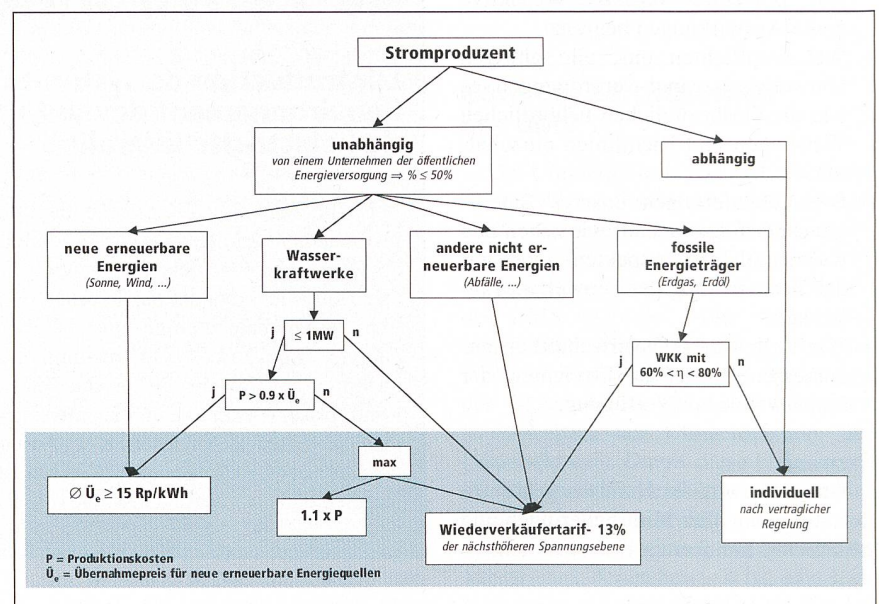 Stromproduzent
unabhängig
von einem Unternehmen der öffentlichen
Energieversorgung ⇒ % ≤ 50%
abhängig
neue erneuerbare
Energien
(Sonne, Wind, ...)
Wasser-
kraftwerke
andere nicht er-
neuerbare Energien
(Abfälle, ...)
fossile
Energieträger
(Erdgas, Erdöl)
j
≤ 1MW
n
j
WKK mit
60% < η < 80%
n
j
P > 0.9 x Üe
n
max
∅ Üe ≥ 15 Rp/kWh
1.1 x P
Wiederverkäufertarif- 13%
der nächsthöheren Spannungsebene
individuell
nach vertraglicher
Regelung
P = Produktionskosten
Üe = Übernahmepreis für neue erneuerbare Energiequellen